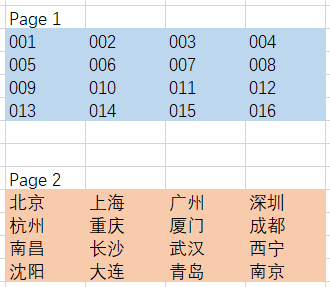 Page 1
001 002 003 004
005 006 007 008
009 010 011 012
013 014 015 016
Page 2
北京 上海 广州 深圳
杭州 重庆 厦门 成都
南昌 长沙 武汉 西宁
沈阳 大连 青岛 南京